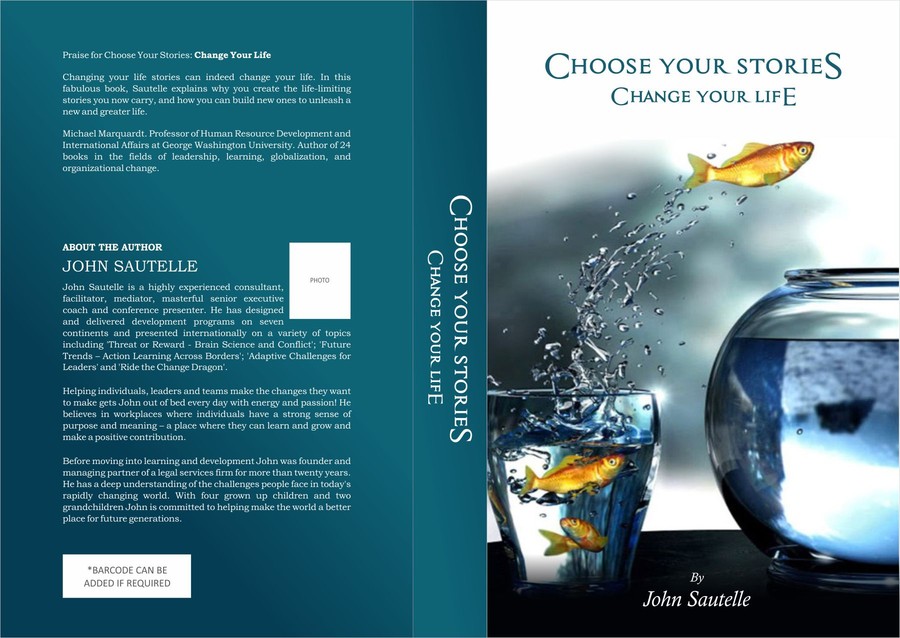 Praise for Choose Your Stories: Change Your Life
Changing your life stories can indeed change your life. In this
fabulous book, Sautelle explains why you create the life-limiting
stories you now carry, and how you can build new ones to unleash a
new and greater life.
Michael Marquardt. Professor of Human Resource Development and
International Affairs at George Washington University. Author of 24
books in the fields of leadership, learning, globalization, and
organizational change.
ABOUT THE AUTHOR
JOHN SAUTELLE
PHOTO
John Sautelle is a highly experienced consultant,
facilitator, mediator, masterful senior executive
coach and conference presenter. He has designed
and delivered development programs on seven
continents and presented internationally on a variety of topics
including 'Threat or Reward - Brain Science and Conflict'; 'Future
Trends – Action Learning Across Borders'; 'Adaptive Challenges for
Leaders' and 'Ride the Change Dragon'.
Helping individuals, leaders and teams make the changes they want
to make gets John out of bed every day with energy and passion! He
believes in workplaces where individuals have a strong sense of
purpose and meaning – a place where they can learn and grow and
make a positive contribution.
Before moving into learning and development John was founder and
managing partner of a legal services firm for more than twenty years.
He has a deep understanding of the challenges people face in today's
rapidly changing world. With four grown up children and two
grandchildren John is committed to helping make the world a better
place for future generations.
*BARCODE CAN BE
ADDED IF REQUIRED
CHOOSE YOUR STORIES
CHANGE YOUR LIFE
CHOOSE YOUR STORIES
CHANGE YOUR LIFE
By
John Sautelle